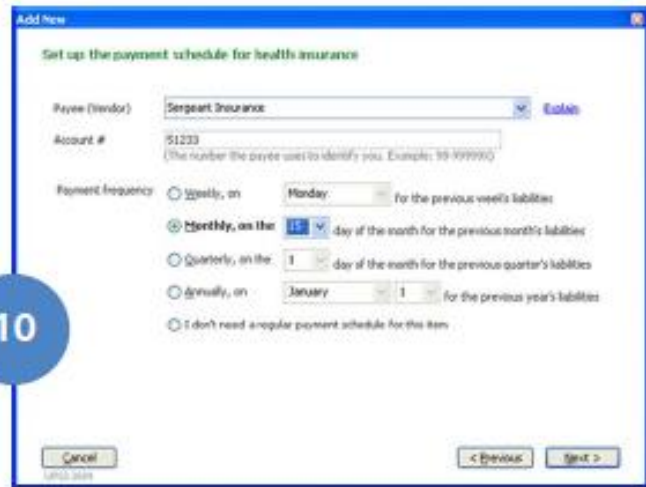 Add New
Set up the payment schedule for health insurance
Payee (Vendor) Sergeant Insurance Explain
Account # 51233
(The number the payee uses to identify you. Example: 99-99999X)
Payment frequency Weekly, on Monday for the previous week's liabilities
Monthly, on the 15 day of the month for the previous month's liabilities
Quarterly, on the 1 day of the month for the previous quarter's liabilities
Annually, on January 1 for the previous year's liabilities
10
I don't need a regular payment schedule for this item
Cancel < Previous Next >